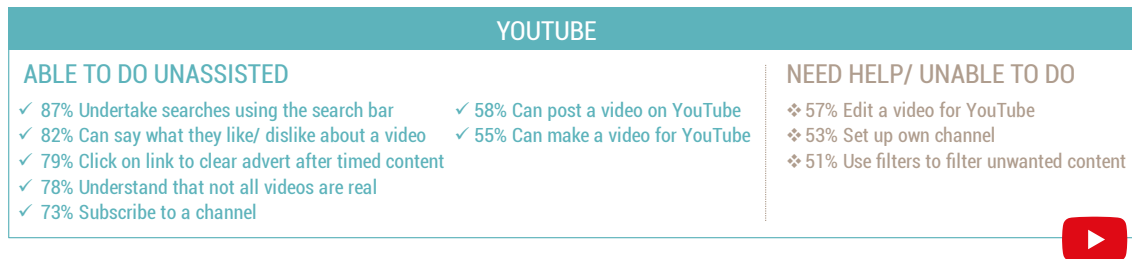 YOUTUBE
ABLE TO DO UNASSISTED
✓ 87% Undertake searches using the search bar
✓ 82% Can say what they like/ dislike about a video
✓ 79% Click on link to clear advert after timed content
✓ 78% Understand that not all videos are real
✓ 73% Subscribe to a channel
✓ 58% Can post a video on YouTube
✓ 55% Can make a video for YouTube
NEED HELP/ UNABLE TO DO
❖ 57% Edit a video for YouTube
❖ 53% Set up own channel
❖ 51% Use filters to filter unwanted content